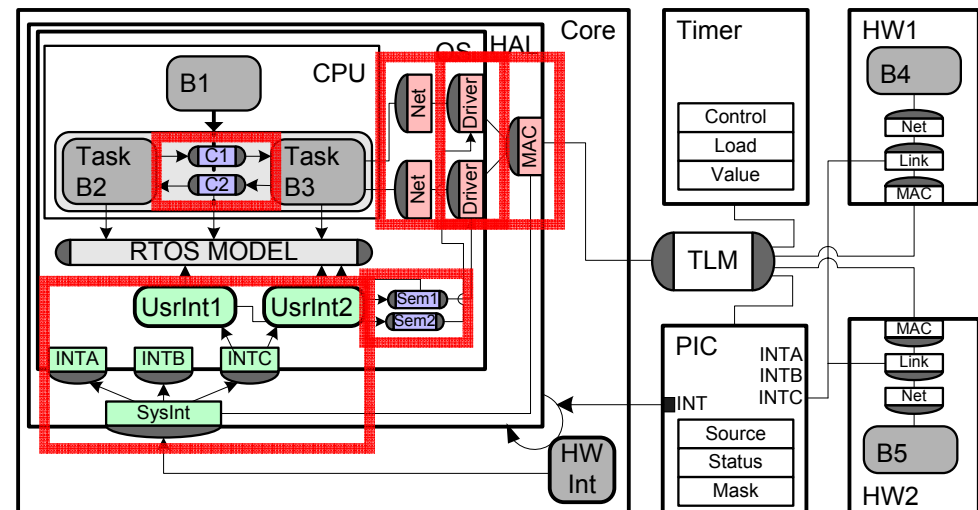 Core
HAL
OS
CPU
B1
Task
B2
C1
C2
Task
B3
Net
Net
Driver
Driver
MAC
RTOS MODEL
UsrInt1
UsrInt2
Sem1
Sem2
INTA
INTB
INTC
SysInt
HW
Int
Timer
Control
Load
Value
TLM
PIC
INTA
INTB
INTC
INT
Source
Status
Mask
HW1
B4
Net
Link
MAC
MAC
Link
Net
B5
HW2